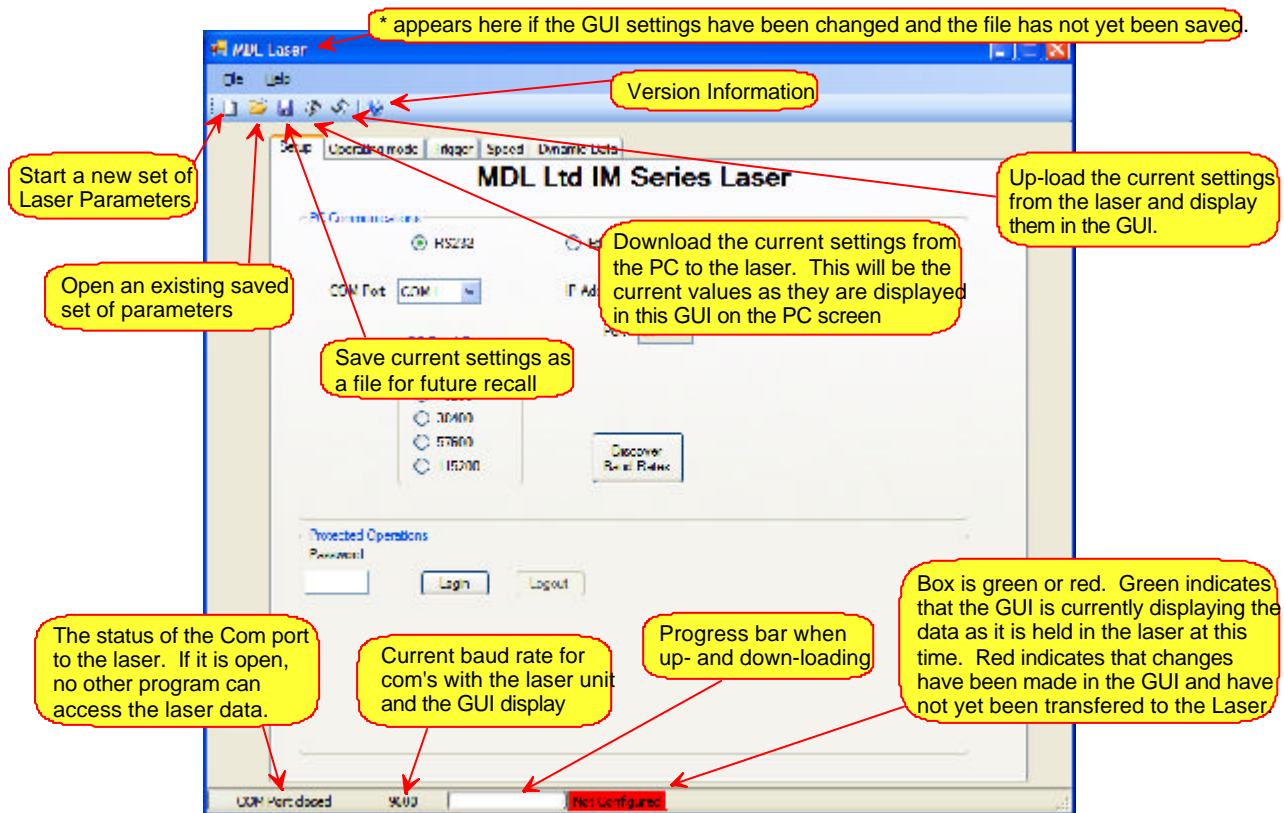 * appears here if the GUI settings have been changed and the file has not yet been saved.
MDL Laser
File Help
Version Information
Setup Operating mode Trigger Speed Dynamic Data
MDL Ltd IM Series Laser
Start a new set of
Laser Parameters
Up-load the current settings
from the laser and display
them in the GUI.
PC Communications
RS232
Download the current settings from
the PC to the laser. This will be the
current values as they are displayed
in this GUI on the PC screen
Open an existing saved
set of parameters
COM Port COM1
IP Ad
Save current settings as
a file for future recall
38400
57600
115200
Discover
Baud Rates
Protected Operations
Password
Login Logout
Box is green or red. Green indicates
that the GUI is currently displaying the
data as it is held in the laser at this
time. Red indicates that changes
have been made in the GUI and have
not yet been transfered to the Laser.
The status of the Com port
to the laser. If it is open,
no other program can
access the laser data.
Current baud rate for
com's with the laser unit
and the GUI display
Progress bar when
up- and down-loading
COM Port closed 9600 Not Configured